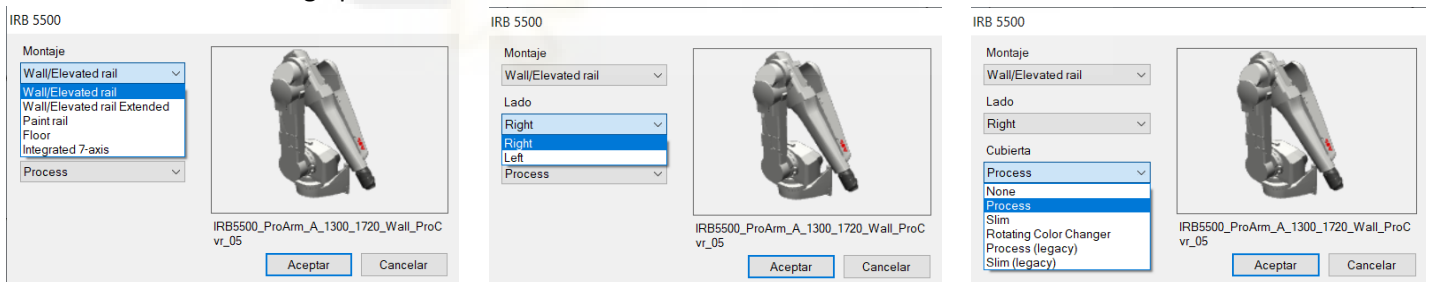 IRB 5500
Montaje
Wall/Elevated rail
Wall/Elevated rail
Wall/Elevated rail Extended
Paint rail
Floor
Integrated 7-axis
Process
IRB5500_ProArm_A_1300_1720_Wall_ProC
vr_05
Aceptar
Cancelar
IRB 5500
Montaje
Wall/Elevated rail
Lado
Right
Right
Left
Process
IRB5500_ProArm_A_1300_1720_Wall_ProC
vr_05
Aceptar
Cancelar
IRB 5500
Montaje
Wall/Elevated rail
Lado
Right
Cubierta
Process
None
Process
Slim
Rotating Color Changer
Process (legacy)
Slim (legacy)
IRB5500_ProArm_A_1300_1720_Wall_ProC
vr_05
Aceptar
Cancelar